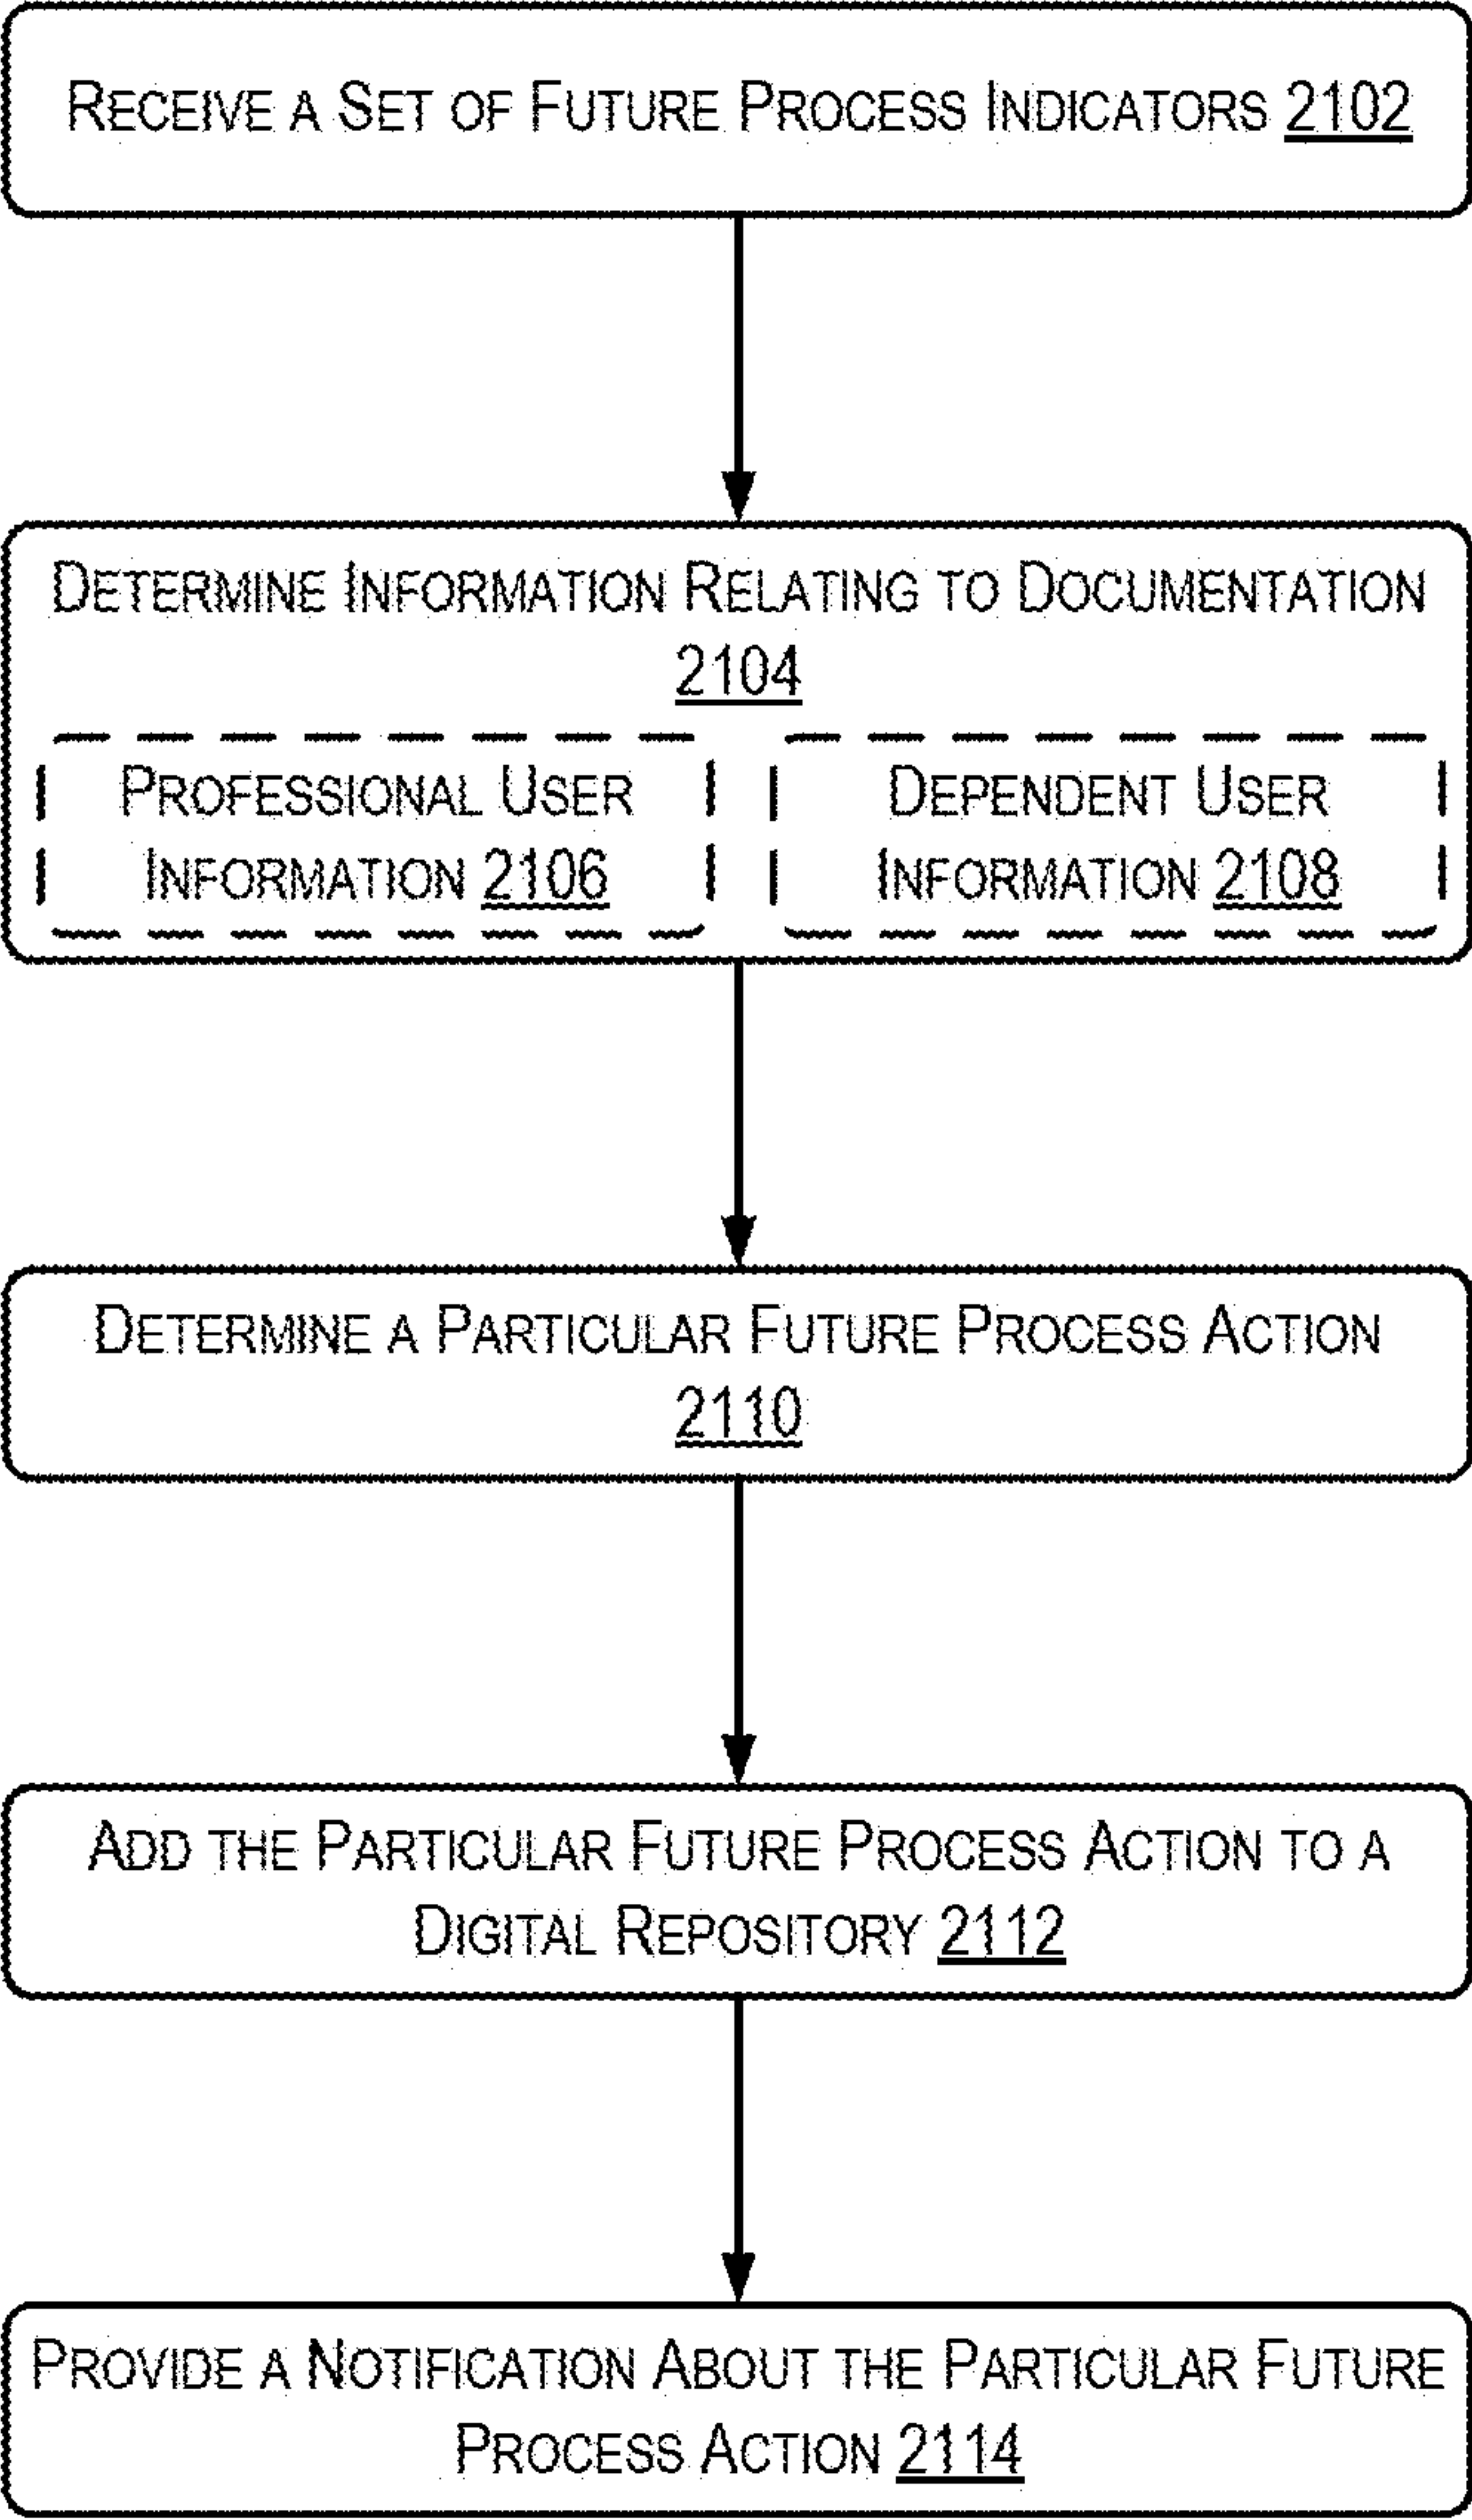 RECEIVE A SET OF FUTURE PROCESS INDICATORS 2102
DETERMINE INFORMATION RELATING TO DOCUMENTATION
2104
PROFESSIONAL USER
INFORMATION 2106
DEPENDENT USER
INFORMATION 2108
DETERMINE A PARTICULAR FUTURE PROCESS ACTION
2110
ADD THE PARTICULAR FUTURE PROCESS ACTION TO A
DIGITAL REPOSITORY 2112
PROVIDE A NOTIFICATION ABOUT THE PARTICULAR FUTURE
PROCESS ACTION 2114